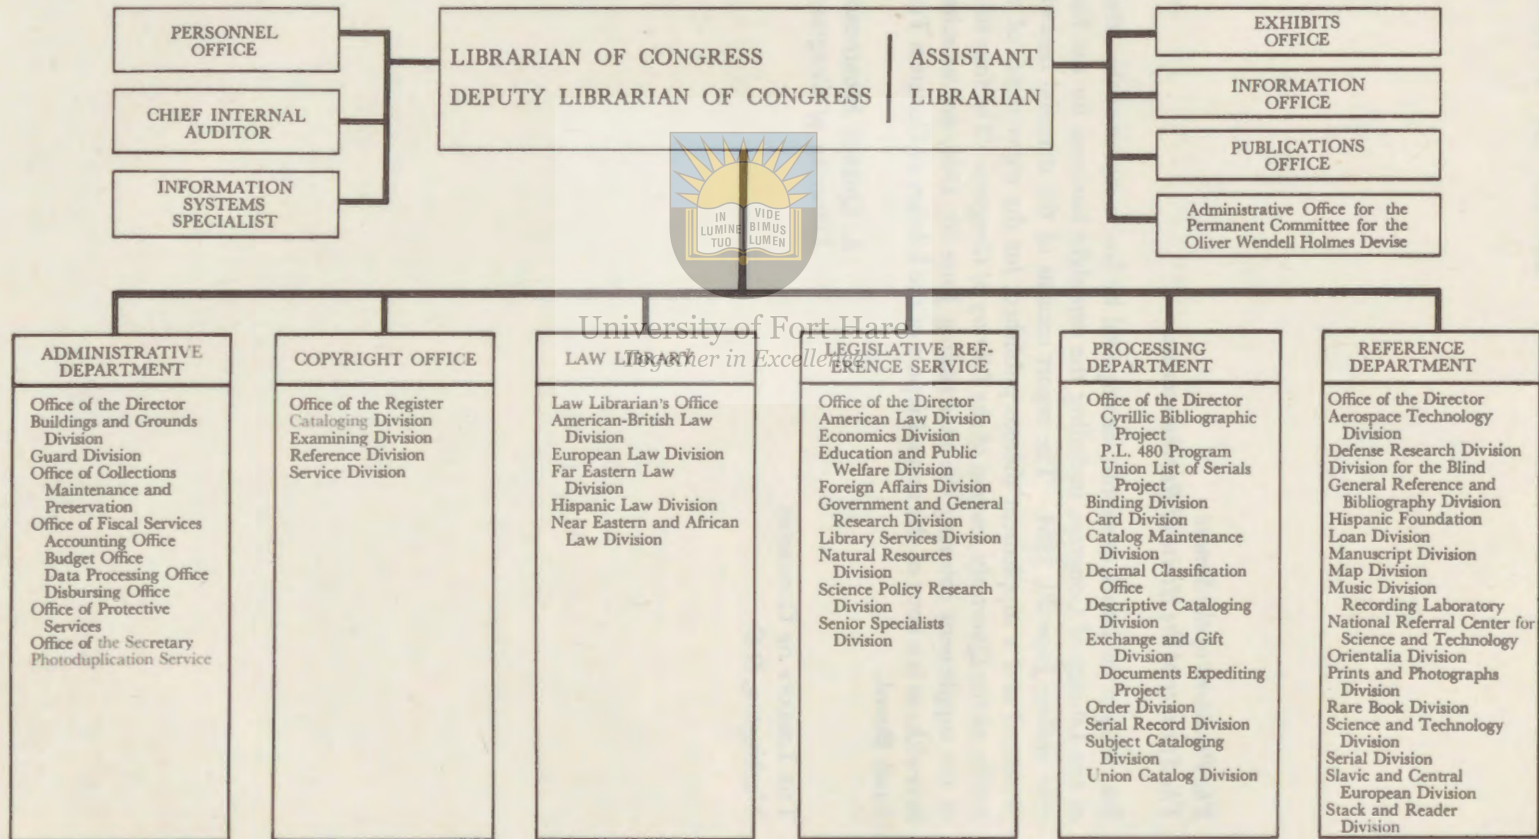 PERSONNEL
OFFICE
CHIEF INTERNAL
AUDITOR
INFORMATION
SYSTEMS
SPECIALIST
LIBRARIAN OF CONGRESS
DEPUTY LIBRARIAN OF CONGRESS
ASSISTANT
LIBRARIAN
EXHIBITS
OFFICE
INFORMATION
OFFICE
PUBLICATIONS
OFFICE
Administrative Office for the
Permanent Committee for the
Oliver Wendell Holmes Devise
IN
LUMINE
TUO
VIDE
BIMUS
LUMEN
University of Fort Hare
Together in Excellence
ADMINISTRATIVE
DEPARTMENT
Office of the Director
Buildings and Grounds
Division
Guard Division
Office of Collections
Maintenance and
Preservation
Office of Fiscal Services
Accounting Office
Budget Office
Data Processing Office
Disbursing Office
Office of Protective
Services
Office of the Secretary
Photoduplication Service
COPYRIGHT OFFICE
Office of the Register
Cataloging Division
Examining Division
Reference Division
Service Division
LAW LIBRARY
Law Librarian's Office
American-British Law
Division
European Law Division
Far Eastern Law
Division
Hispanic Law Division
Near Eastern and African
Law Division
LEGISLATIVE REF-
ERENCE SERVICE
Office of the Director
American Law Division
Economics Division
Education and Public
Welfare Division
Foreign Affairs Division
Government and General
Research Division
Library Services Division
Natural Resources
Division
Science Policy Research
Division
Senior Specialists
Division
PROCESSING
DEPARTMENT
Office of the Director
Cyrillic Bibliographic
Project
P.L. 480 Program
Union List of Serials
Project
Binding Division
Card Division
Catalog Maintenance
Division
Decimal Classification
Office
Descriptive Cataloging
Division
Exchange and Gift
Division
Documents Expediting
Project
Order Division
Serial Record Division
Subject Cataloging
Division
Union Catalog Division
REFERENCE
DEPARTMENT
Office of the Director
Aerospace Technology
Division
Defense Research Division
Division for the Blind
General Reference and
Bibliography Division
Hispanic Foundation
Loan Division
Manuscript Division
Map Division
Music Division
Recording Laboratory
National Referral Center for
Science and Technology
Orientalia Division
Prints and Photographs
Division
Rare Book Division
Science and Technology
Division
Serial Division
Slavic and Central
European Division
Stack and Reader
Division